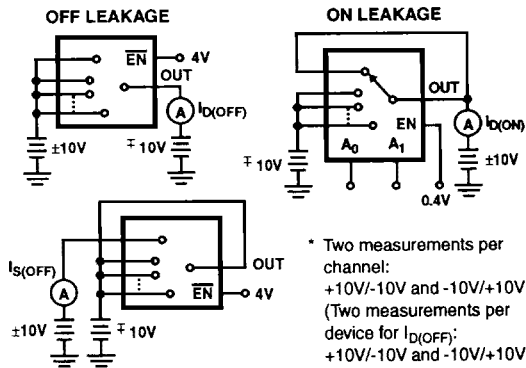 OFF LEAKAGE
EN
4V
OUT
A
I_D(OFF)
±10V
∓ 10V
ON LEAKAGE
OUT
EN
A
I_D(ON)
A0
A1
∓ 10V
±10V
0.4V
I_S(OFF)
A
OUT
EN
4V
±10V
∓ 10V
* Two measurements per
channel:
+10V/-10V and -10V/+10V
(Two measurements per
device for I_D(OFF):
+10V/-10V and -10V/+10V